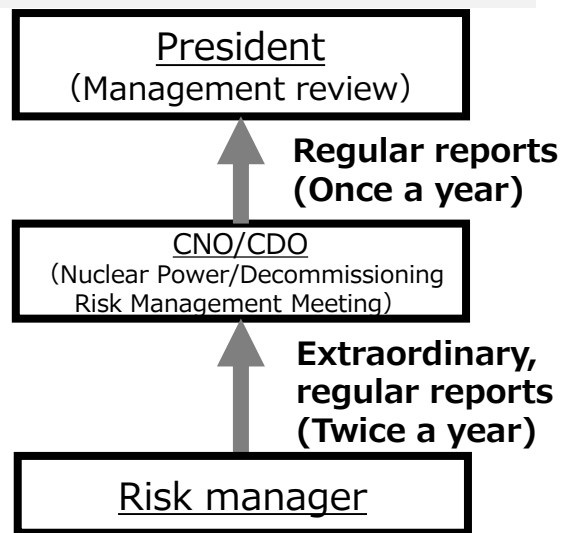 President
（Management review）
Regular reports
(Once a year)
CNO/CDO
（Nuclear Power/Decommissioning
Risk Management Meeting）
Extraordinary,
regular reports
(Twice a year)
Risk manager